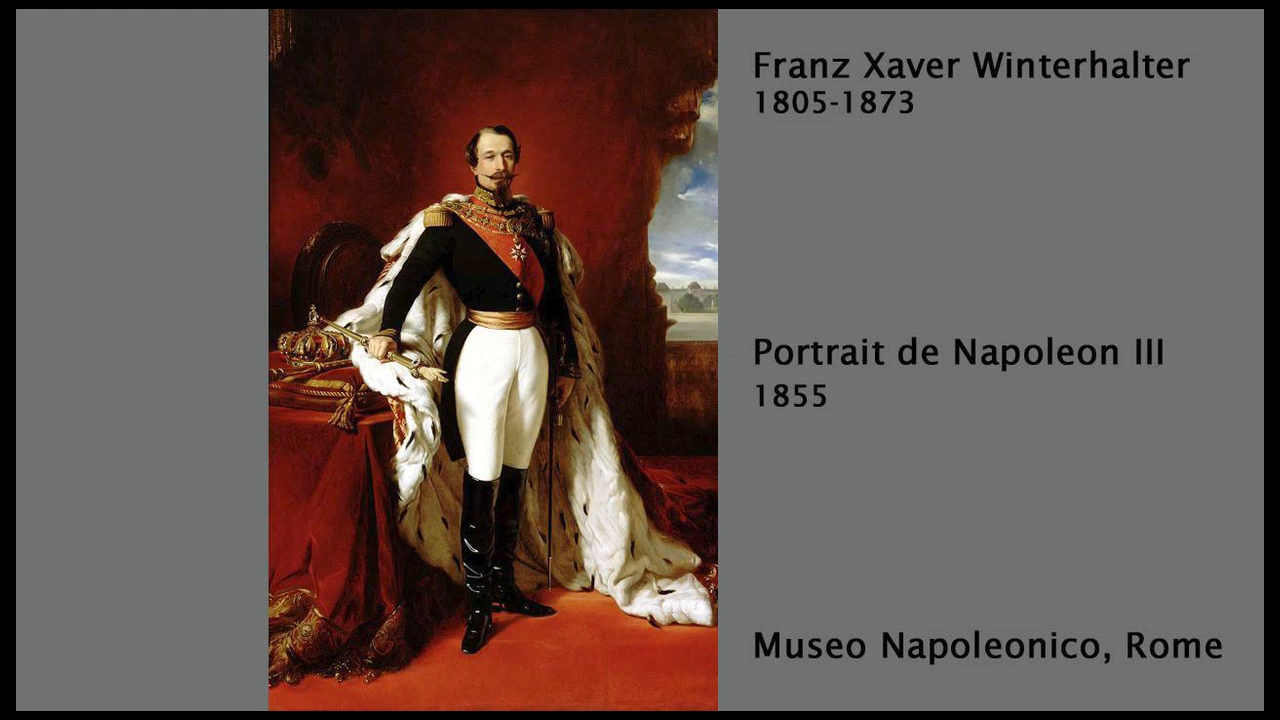 Franz Xaver Winterhalter
1805-1873
Portrait de Napoleon III
1855
Museo Napoleonico, Rome